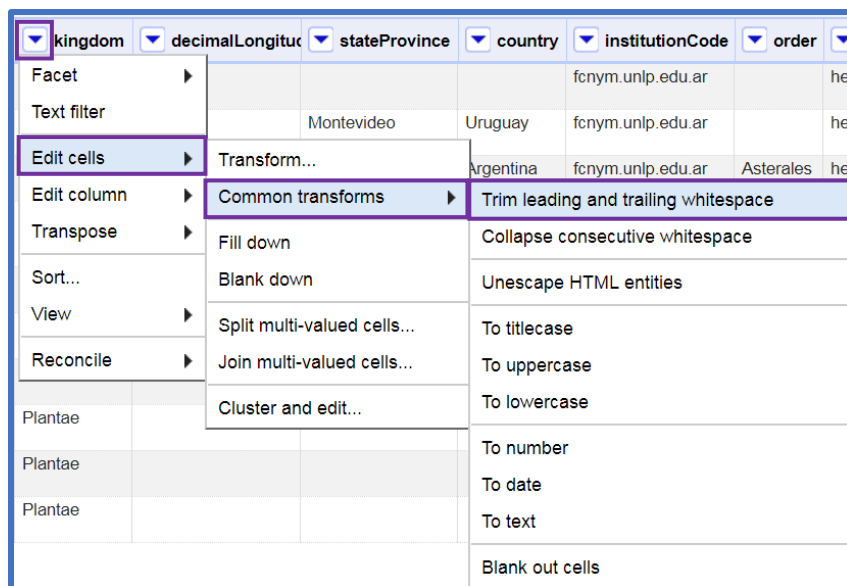 kingdom decimalLongitud stateProvince country institutionCode order
Facet fcnym.unlp.edu.ar he
Text filter
Montevideo Uruguay fcnym.unlp.edu.ar he
Edit cells Transform... Argentina fcnym.unlp.edu.ar Asterales he
Edit column Common transforms Trim leading and trailing whitespace
Transpose Fill down Collapse consecutive whitespace
Sort... Blank down Unescape HTML entities
View Split multi-valued cells... To titlecase
Reconcile Join multi-valued cells... To uppercase
Cluster and edit... To lowercase
Plantae
To number
Plantae
To date
Plantae To text
Blank out cells